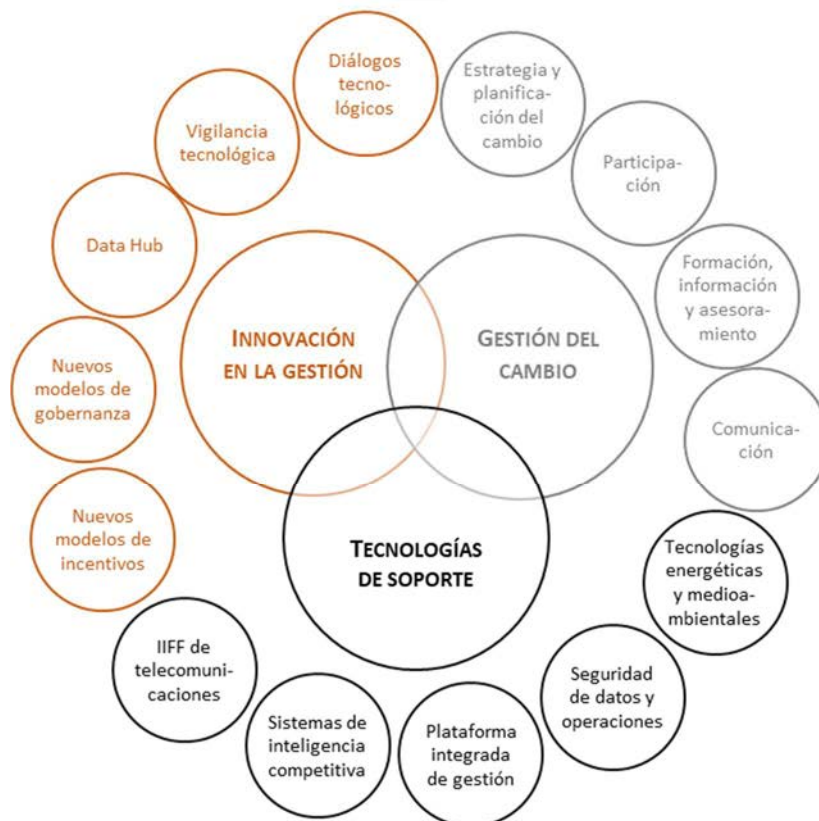 Diálogos
tecno-
lógicos
Estrategia y
planifica-
ción del
cambio
Vigilancia
tecnológica
Participa-
ción
Data Hub
Formación,
información
y asesora-
miento
INNOVACIÓN
EN LA GESTIÓN
GESTIÓN DEL
CAMBIO
Nuevos
modelos de
gobernanza
Comunica-
ción
Nuevos
modelos de
incentivos
TECNOLOGÍAS
DE SOPORTE
Tecnologías
energéticas
y medioa-
mbientales
IIFF de
telecomuni-
caciones
Seguridad
de datos y
operaciones
Sistemas de
inteligencia
competitiva
Plataforma
integrada
de gestión